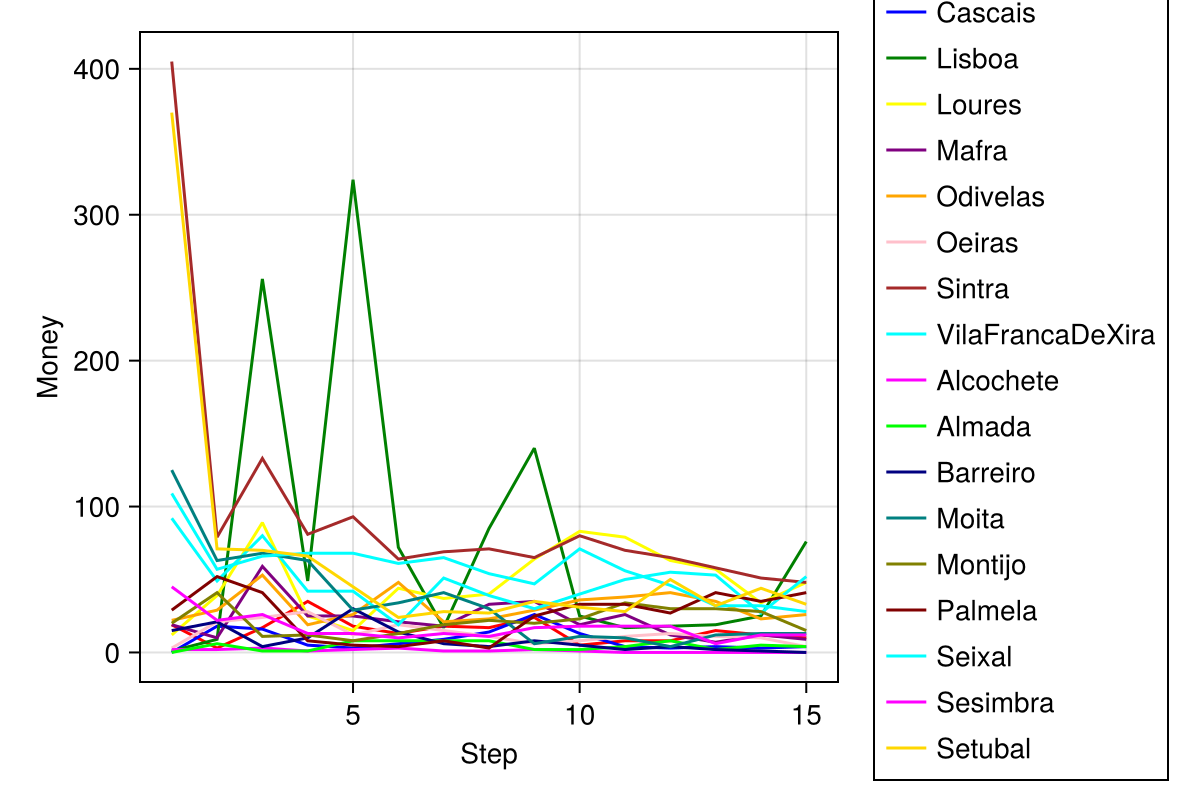 Money
400
300
200
100
0
5
10
15
Step
Cascais
Lisboa
Loures
Mafra
Odivelas
Oeiras
Sintra
VilaFrancaDeXira
Alcochete
Almada
Barreiro
Moita
Montijo
Palmela
Seixal
Sesimbra
Setubal